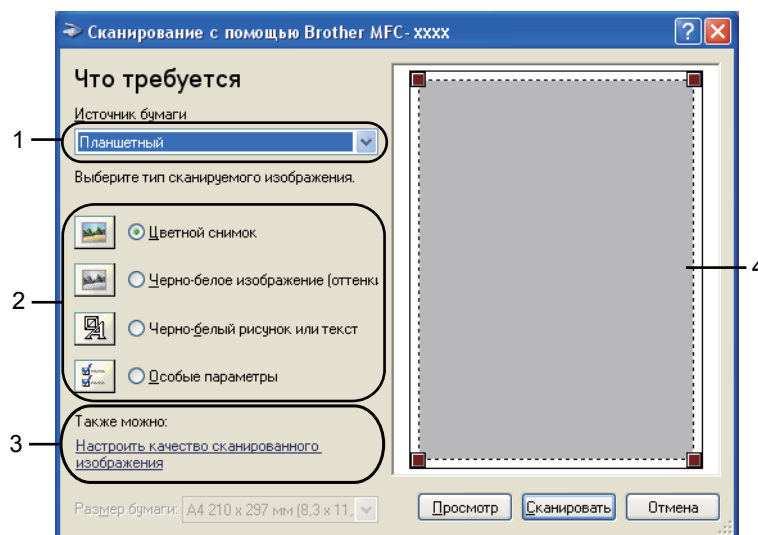 Сканирование с помощью Brother MFC- xxxx
Что требуется
Источник бумаги
1
Планшетный
Выберите тип сканируемого изображения.
2
Цветной снимок
Черно-белое изображение (оттенки
Черно-белый рисунок или текст
Особые параметры
3
Также можно:
Настроить качество сканированного
изображения
Размер бумаги: A4 210 x 297 мм (8,3 x 11,
4
Просмотр Сканировать Отмена